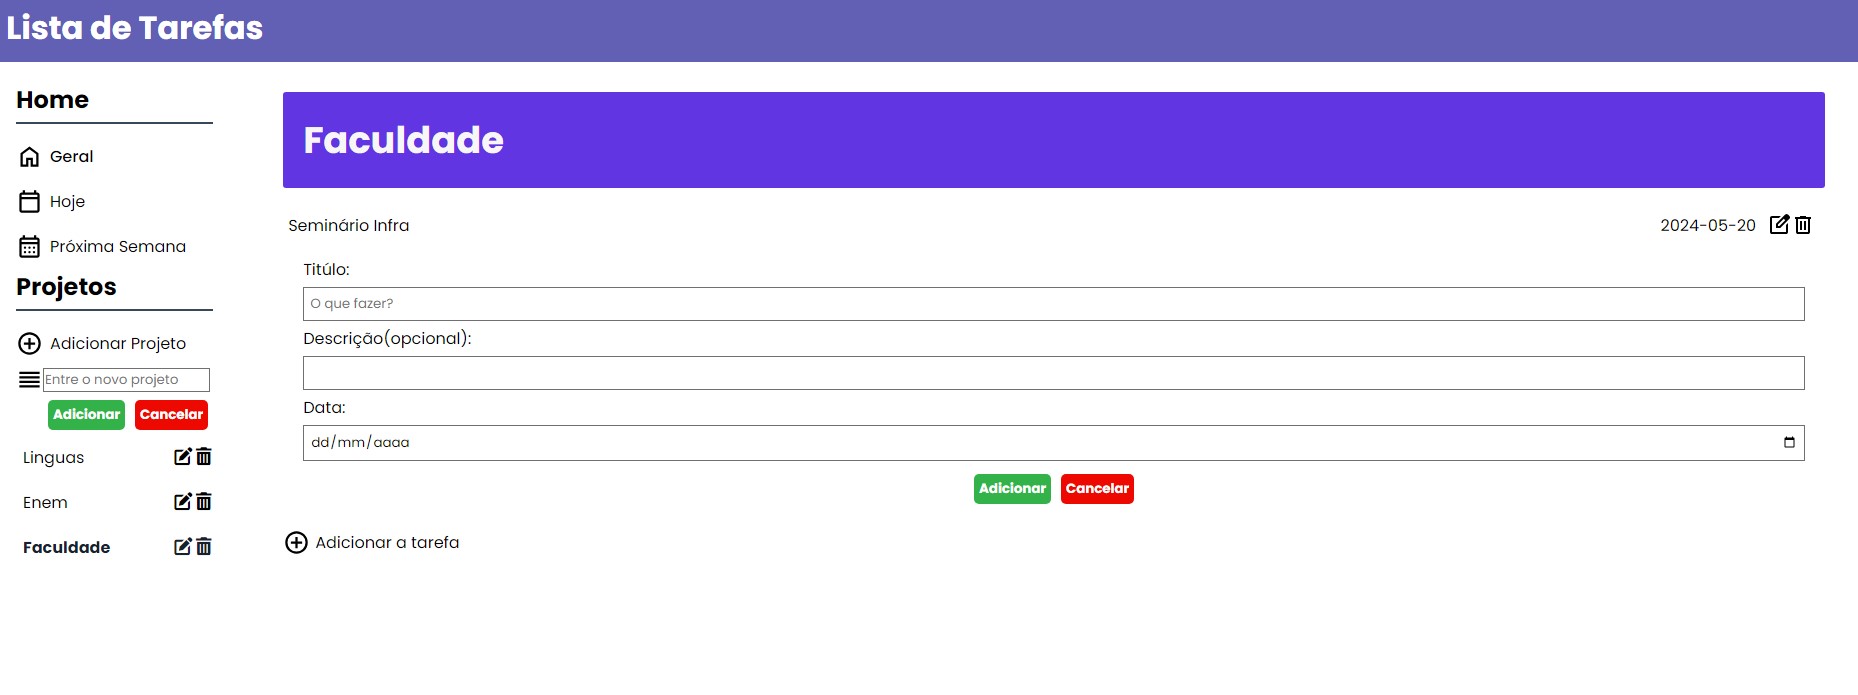 Lista de Tarefas
Home
Geral
Hoje
Próxima Semana
Projetos
Adicionar Projeto
Entre o novo projeto
Adicionar Cancelar
Linguas
Enem
Faculdade
Faculdade
Seminário Infra 2024-05-20
Titúlo:
O que fazer?
Descrição(opcional):
Data:
dd/mm/aaaa
Adicionar Cancelar
Adicionar a tarefa